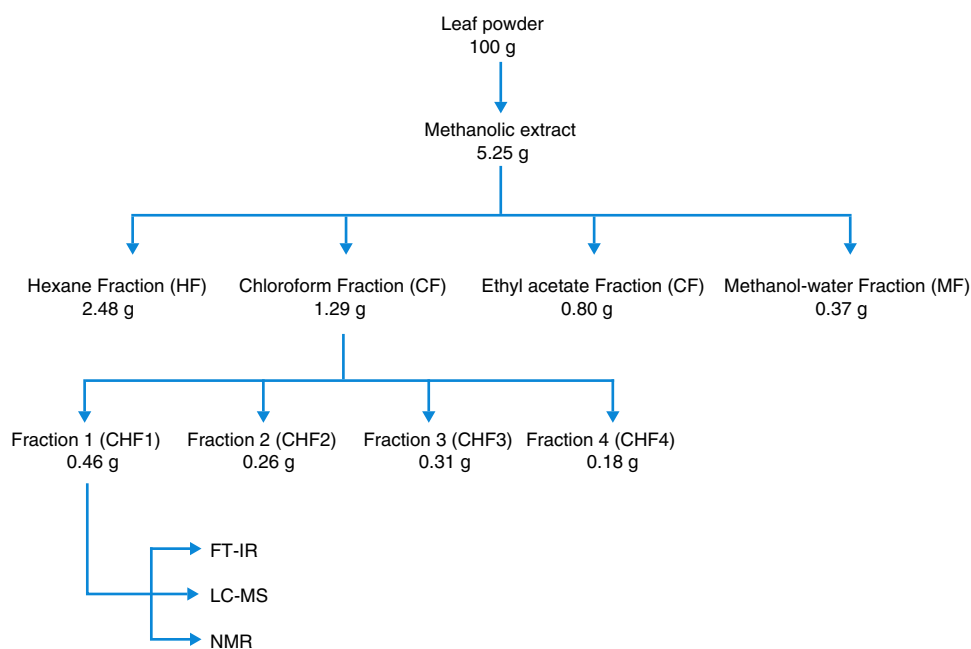 Leaf powder
100 g
Methanolic extract
5.25 g
Hexane Fraction (HF)
2.48 g
Chloroform Fraction (CF)
1.29 g
Ethyl acetate Fraction (CF)
0.80 g
Methanol-water Fraction (MF)
0.37 g
Fraction 1 (CHF1)
0.46 g
Fraction 2 (CHF2)
0.26 g
Fraction 3 (CHF3)
0.31 g
Fraction 4 (CHF4)
0.18 g
FT-IR
LC-MS
NMR